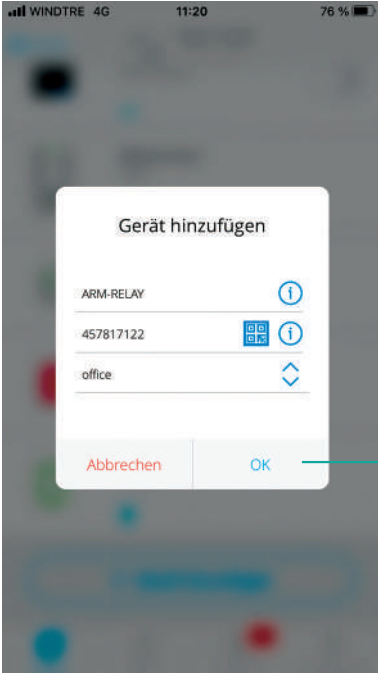 WINDTRE 4G 11:20 76 %
Gerät hinzufügen
ARM-RELAY
457817122
office
Abbrechen OK